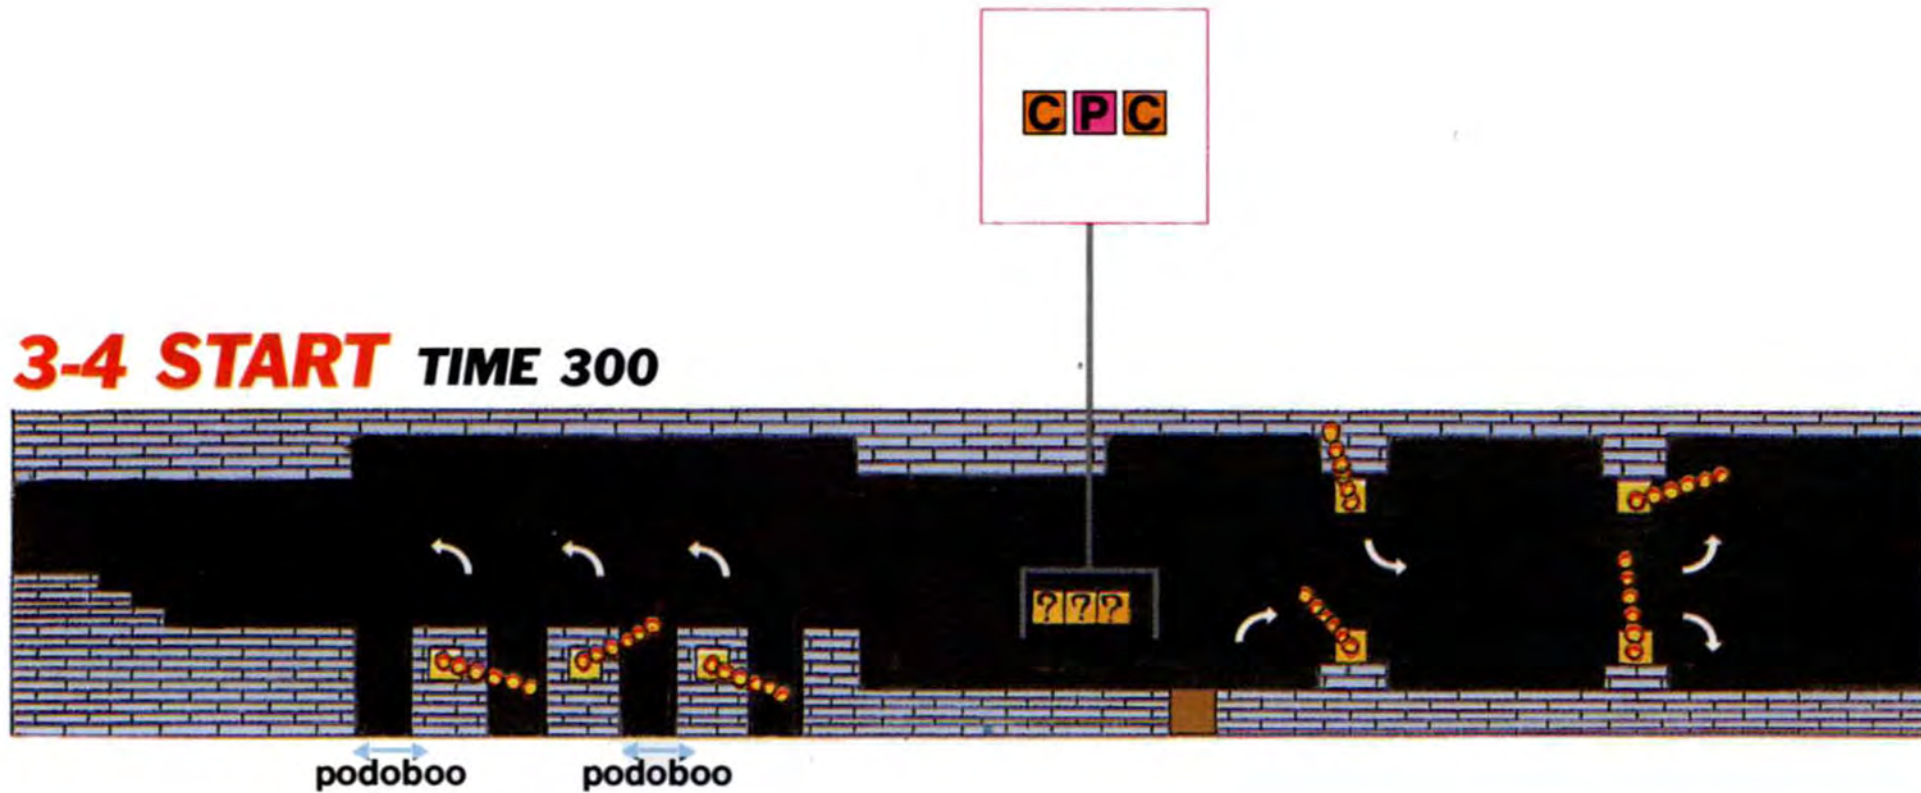 C P C
3-4 START TIME 300
? ? ?
podoboo podoboo